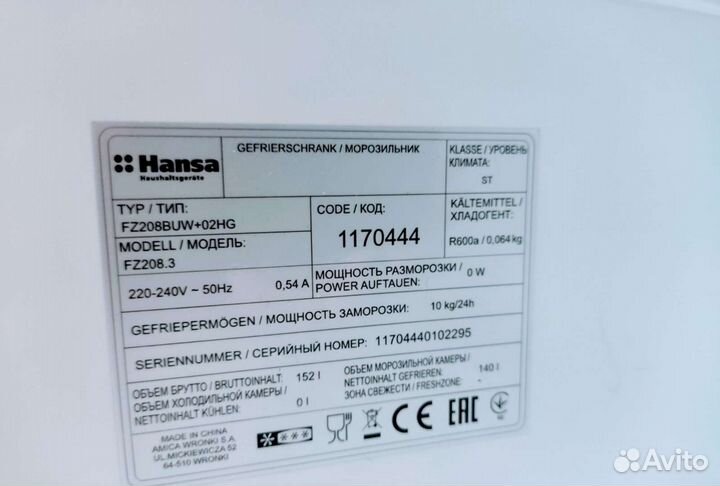 Hansa
Haushaltsgeräte
GEFRIERSCHRANK / МОРОЗИЛЬНИК
KLASSE / УРОВЕНЬ
КЛИМАТА:
ST
TYP / ТИП:
FZ208BUW+02HG
MODELL / МОДЕЛЬ:
FZ208.3
CODE / КОД:
1170444
KÄLTEMITTEL /
ХЛАДОГЕНТ:
R600a / 0,064 kg
220-240V ~ 50Hz 0,54 A
МОЩНОСТЬ РАЗМОРОЗКИ /
POWER AUFTAUEN:
0 W
GEFRIEPERMÖGEN / МОЩНОСТЬ ЗАМОРОЗКИ: 10 kg/24h
SERIENNUMMER / СЕРИЙНЫЙ НОМЕР: 11704440102295
ОБЪЕМ БРУТТО / BRUTTOINHALT: 152 l
ОБЪЕМ ХОЛОДИЛЬНОЙ КАМЕРЫ /
NETTOINHALT KÜHLEN: 0 l
ОБЪЕМ МОРОЗИЛЬНОЙ КАМЕРЫ /
NETTOINHALT GEFRIEREN: 140 l
ЗОНА СВЕЖЕСТИ / FRESHZONE: -
MADE IN CHINA
AMICA WRONKI S.A.
UL.MICKIEWICZA 52
64-510 WRONKI
CE
EAC
Avito